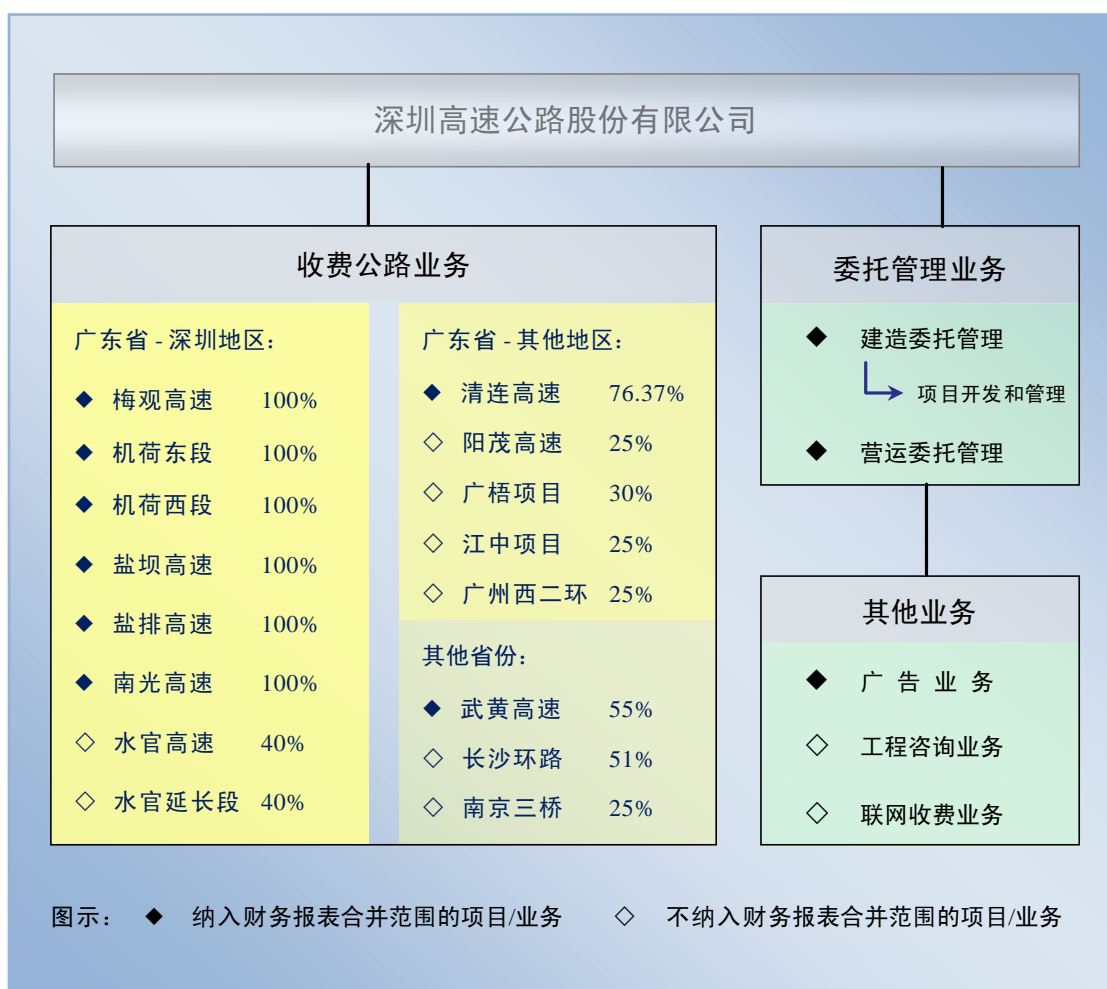 深圳高速公路股份有限公司
收费公路业务
广东省 - 深圳地区：
◆ 梅观高速 100%
◆ 机荷东段 100%
◆ 机荷西段 100%
◆ 盐坝高速 100%
◆ 盐排高速 100%
◆ 南光高速 100%
◇ 水官高速 40%
◇ 水官延长段 40%
广东省 - 其他地区：
◆ 清连高速 76.37%
◇ 阳茂高速 25%
◇ 广梧项目 30%
◇ 江中项目 25%
◇ 广州西二环 25%
其他省份：
◆ 武黄高速 55%
◇ 长沙环路 51%
◇ 南京三桥 25%
委托管理业务
◆ 建造委托管理
项目开发和管理
◆ 营运委托管理
其他业务
◆ 广 告 业 务
◇ 工程咨询业务
◇ 联网收费业务
图示： ◆ 纳入财务报表合并范围的项目/业务 ◇ 不纳入财务报表合并范围的项目/业务